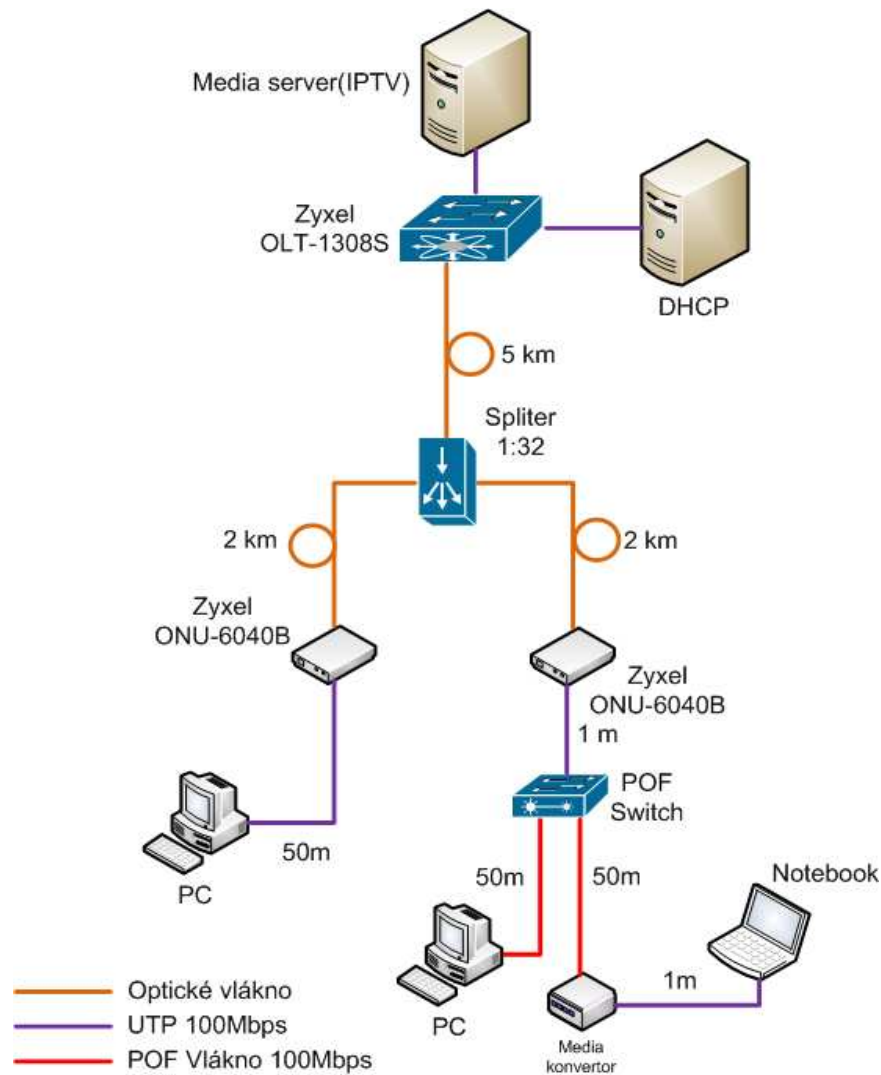 Media server(IPTV)
Zyxel
OLT-1308S
DHCP
5 km
Spliter
1:32
2 km
2 km
Zyxel
ONU-6040B
Zyxel
ONU-6040B
1 m
POF
Switch
50m
PC
50m
50m
Notebook
1m
PC
Media
konvertor
Optické vlákno
UTP 100Mbps
POF Vlákno 100Mbps